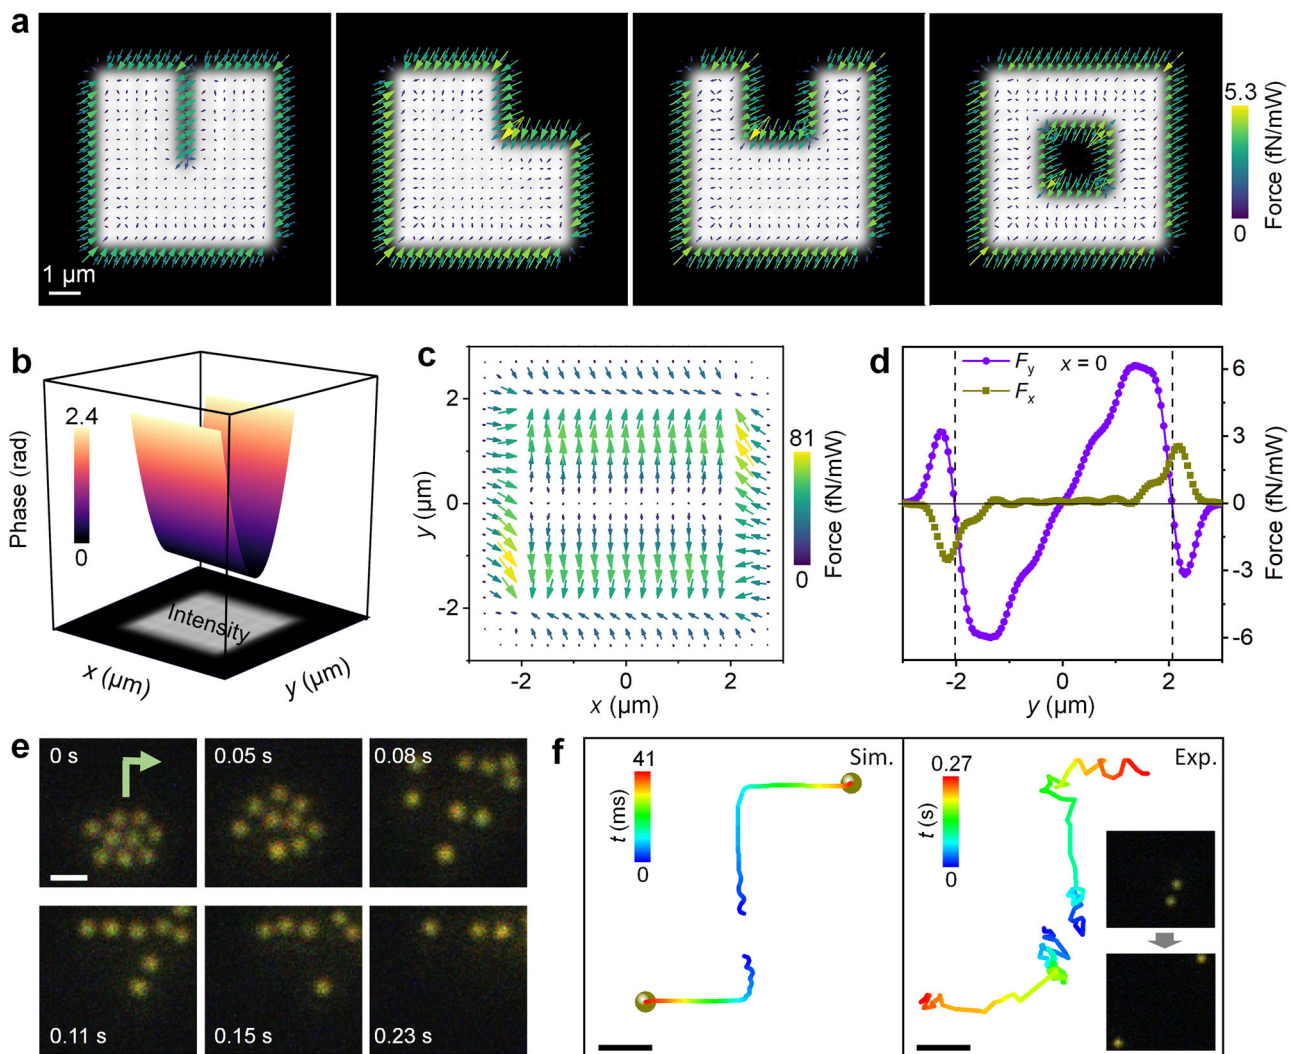 a
1 µm
5.3
0
Force (fN/mW)
b
2.4
0
Phase (rad)
Intensity
x (µm)
y (µm)
c
2
0
-2
y (µm)
-2
0
2
x (µm)
81
0
Force (fN/mW)
d
Fy
x = 0
Fx
6
3
0
-3
-6
Force (fN/mW)
-2
0
2
y (µm)
e
0 s
0.05 s
0.08 s
0.11 s
0.15 s
0.23 s
f
41
0
t (ms)
Sim.
0.27
0
t (s)
Exp.